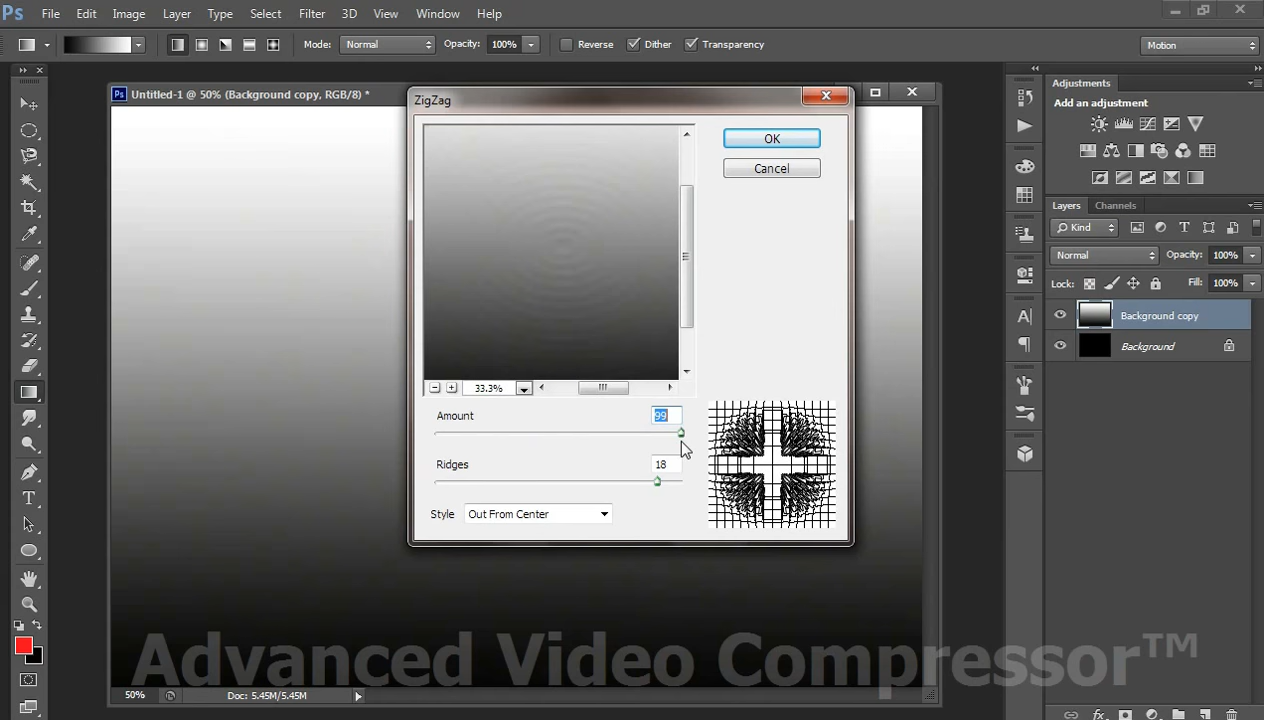 Ps File Edit Image Layer Type Select Filter 3D View Window Help
Mode: Normal Opacity: 100% Reverse Dither Transparency Motion
Ps Untitled-1 @ 50% (Background copy, RGB/8) *
ZigZag
OK
Cancel
33.3%
Amount 99
Ridges 18
Style Out From Center
Adjustments
Add an adjustment
Layers Channels
Kind
Normal Opacity: 100%
Lock: Fill: 100%
Background copy
Background
50% Doc: 5.45M/5.45M
Advanced Video Compressor™